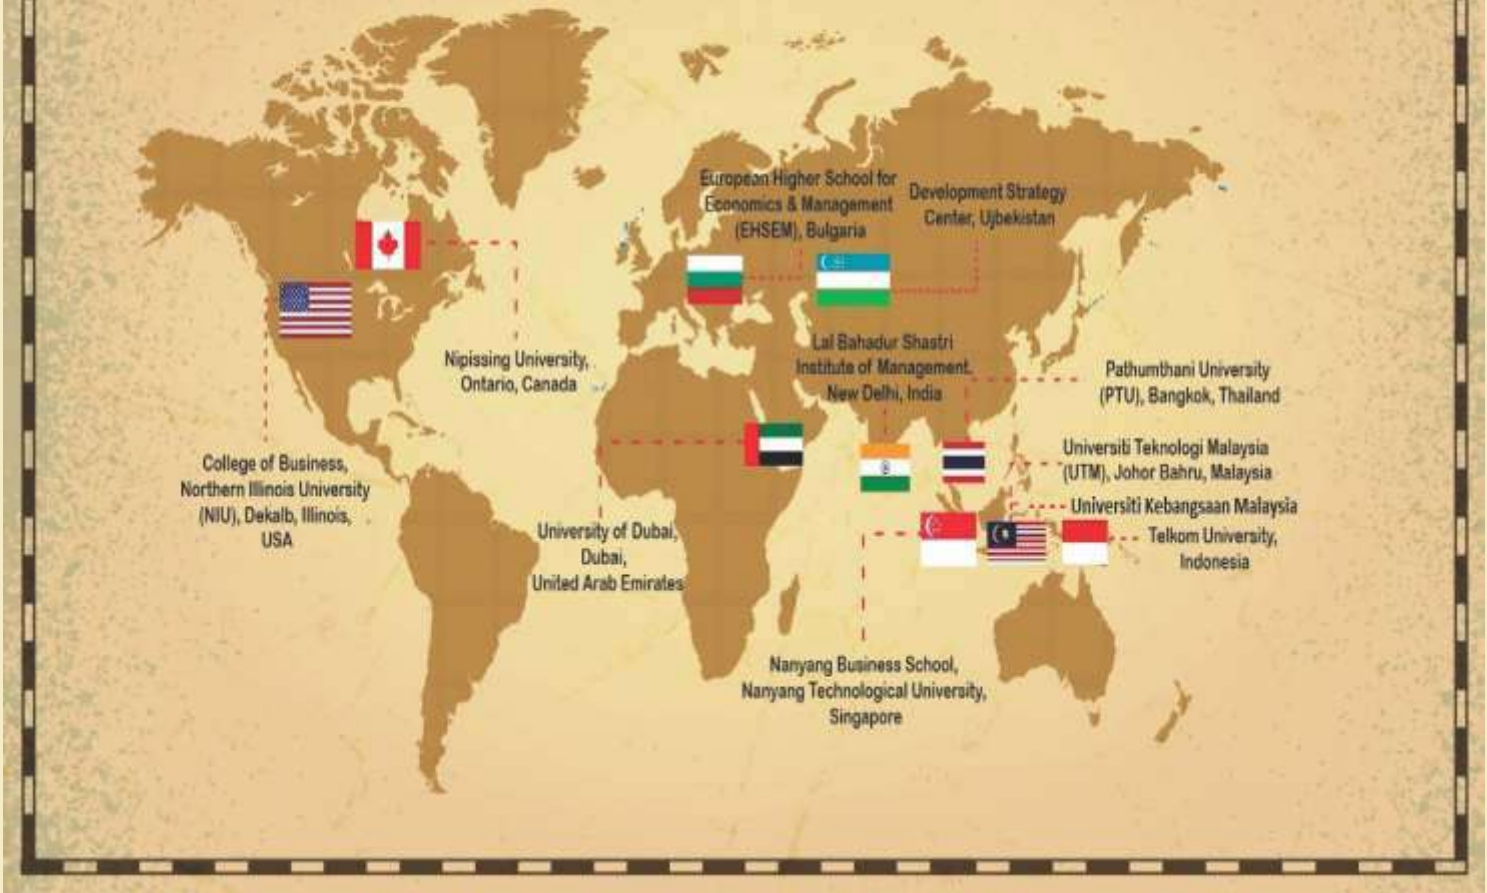 European Higher School for
Economics & Management
(EHSEM), Bulgaria
Development Strategy
Center, Ujbekistan
Nipissing University,
Ontario, Canada
Lal Bahadur Shastri
Institute of Management.
New Delhi, India
Pathumthani University
(PTU), Bangkok, Thailand
Universiti Teknologi Malaysia
(UTM), Johor Bahru, Malaysia
Universiti Kebangsaan Malaysia
Telkom University,
Indonesia
College of Business,
Northern Illinois University
(NIU), Dekalb, Illinois,
USA
University of Dubai,
Dubai,
United Arab Emirates
Nanyang Business School,
Nanyang Technological University,
Singapore